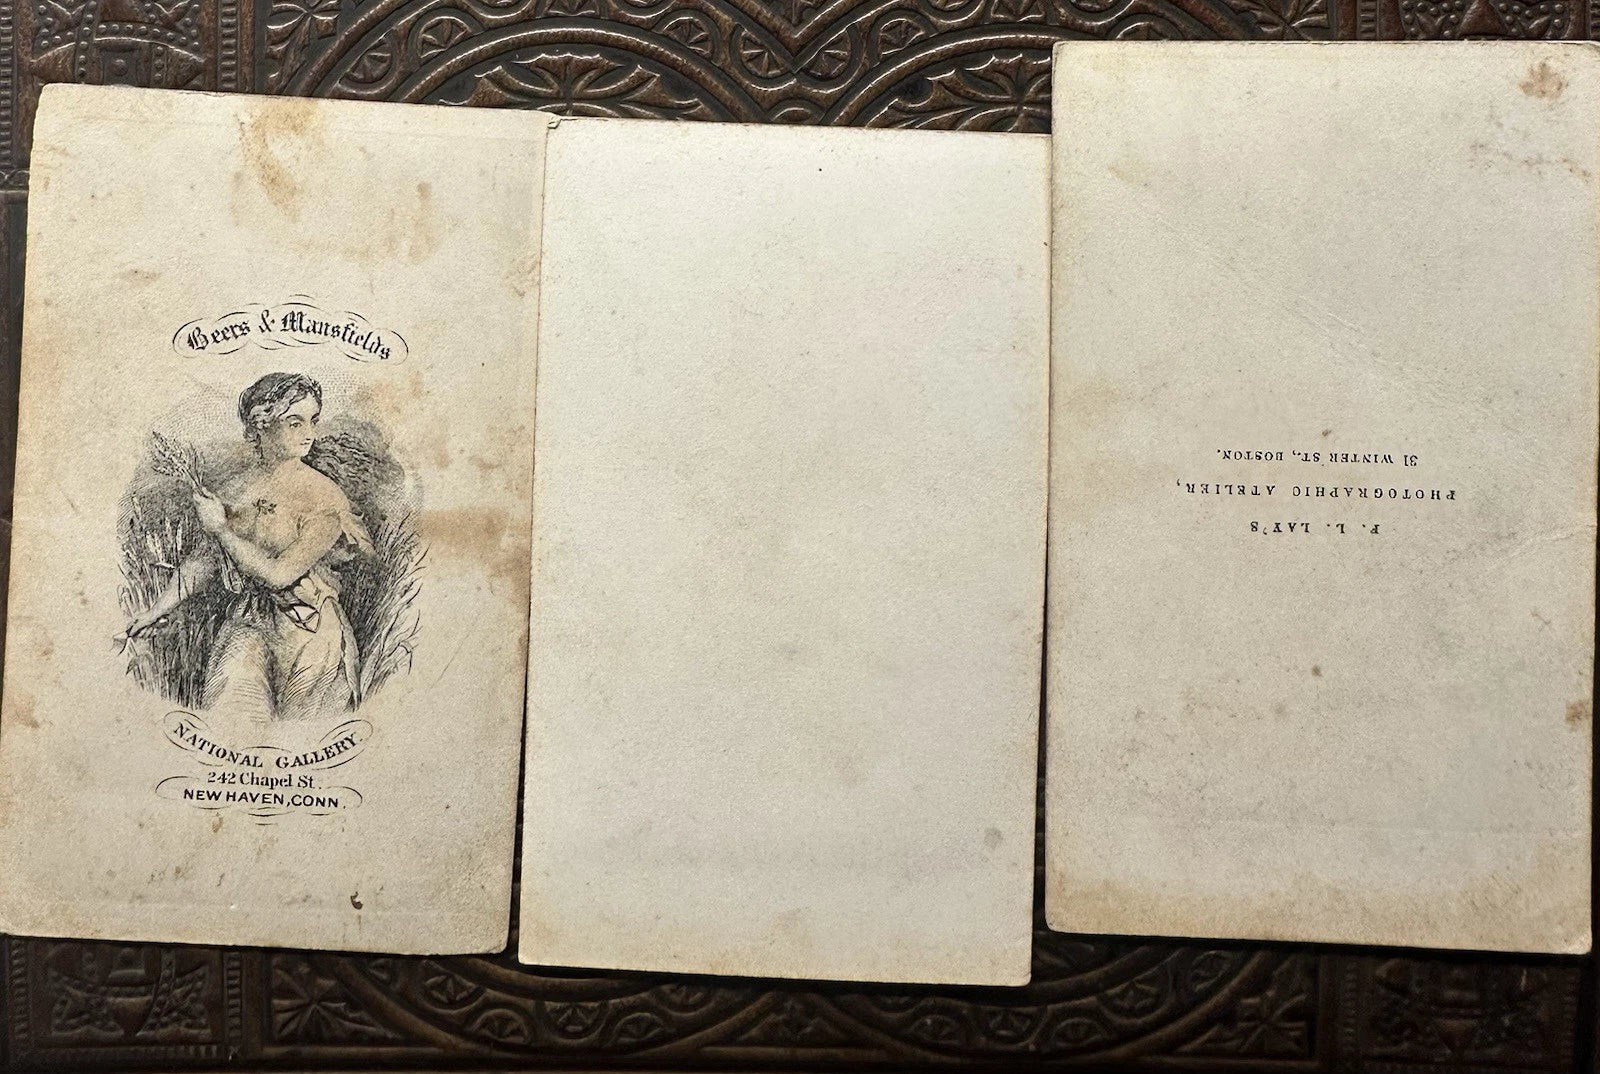 Beers & Mansfields
NATIONAL GALLERY.
242 Chapel St.
NEW HAVEN, CONN.
F. L. LAY'S
PHOTOGRAPHIC ATELIER,
31 WINTER ST., BOSTON.